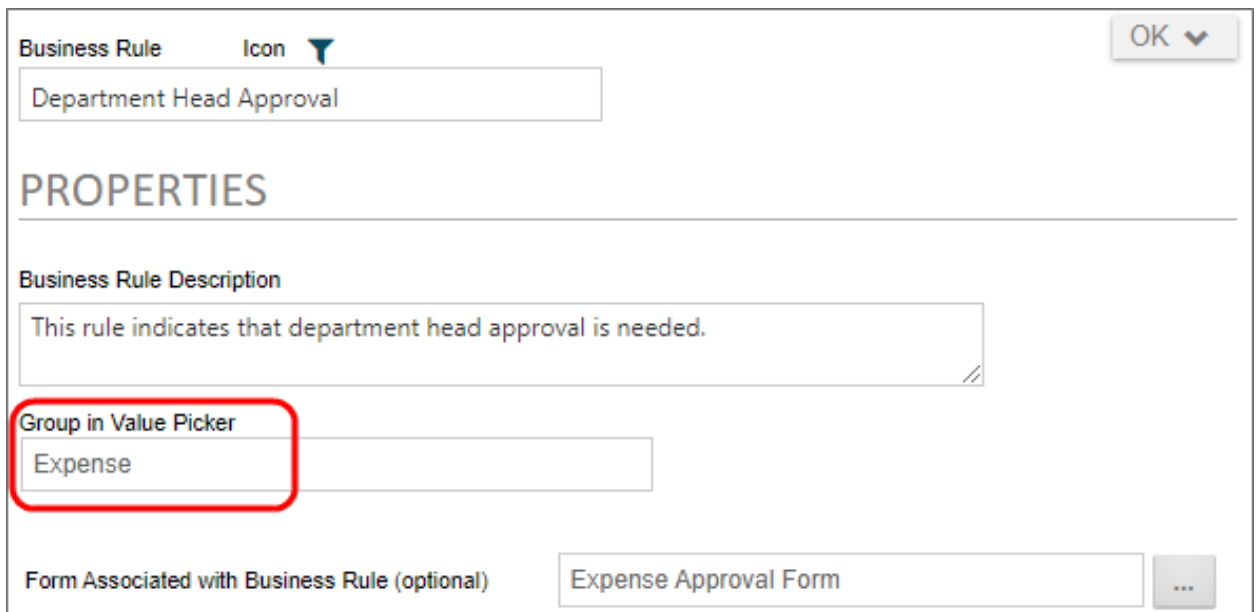 Business Rule Icon OK
Department Head Approval
PROPERTIES
Business Rule Description
This rule indicates that department head approval is needed.
Group in Value Picker
Expense
Form Associated with Business Rule (optional) Expense Approval Form ...